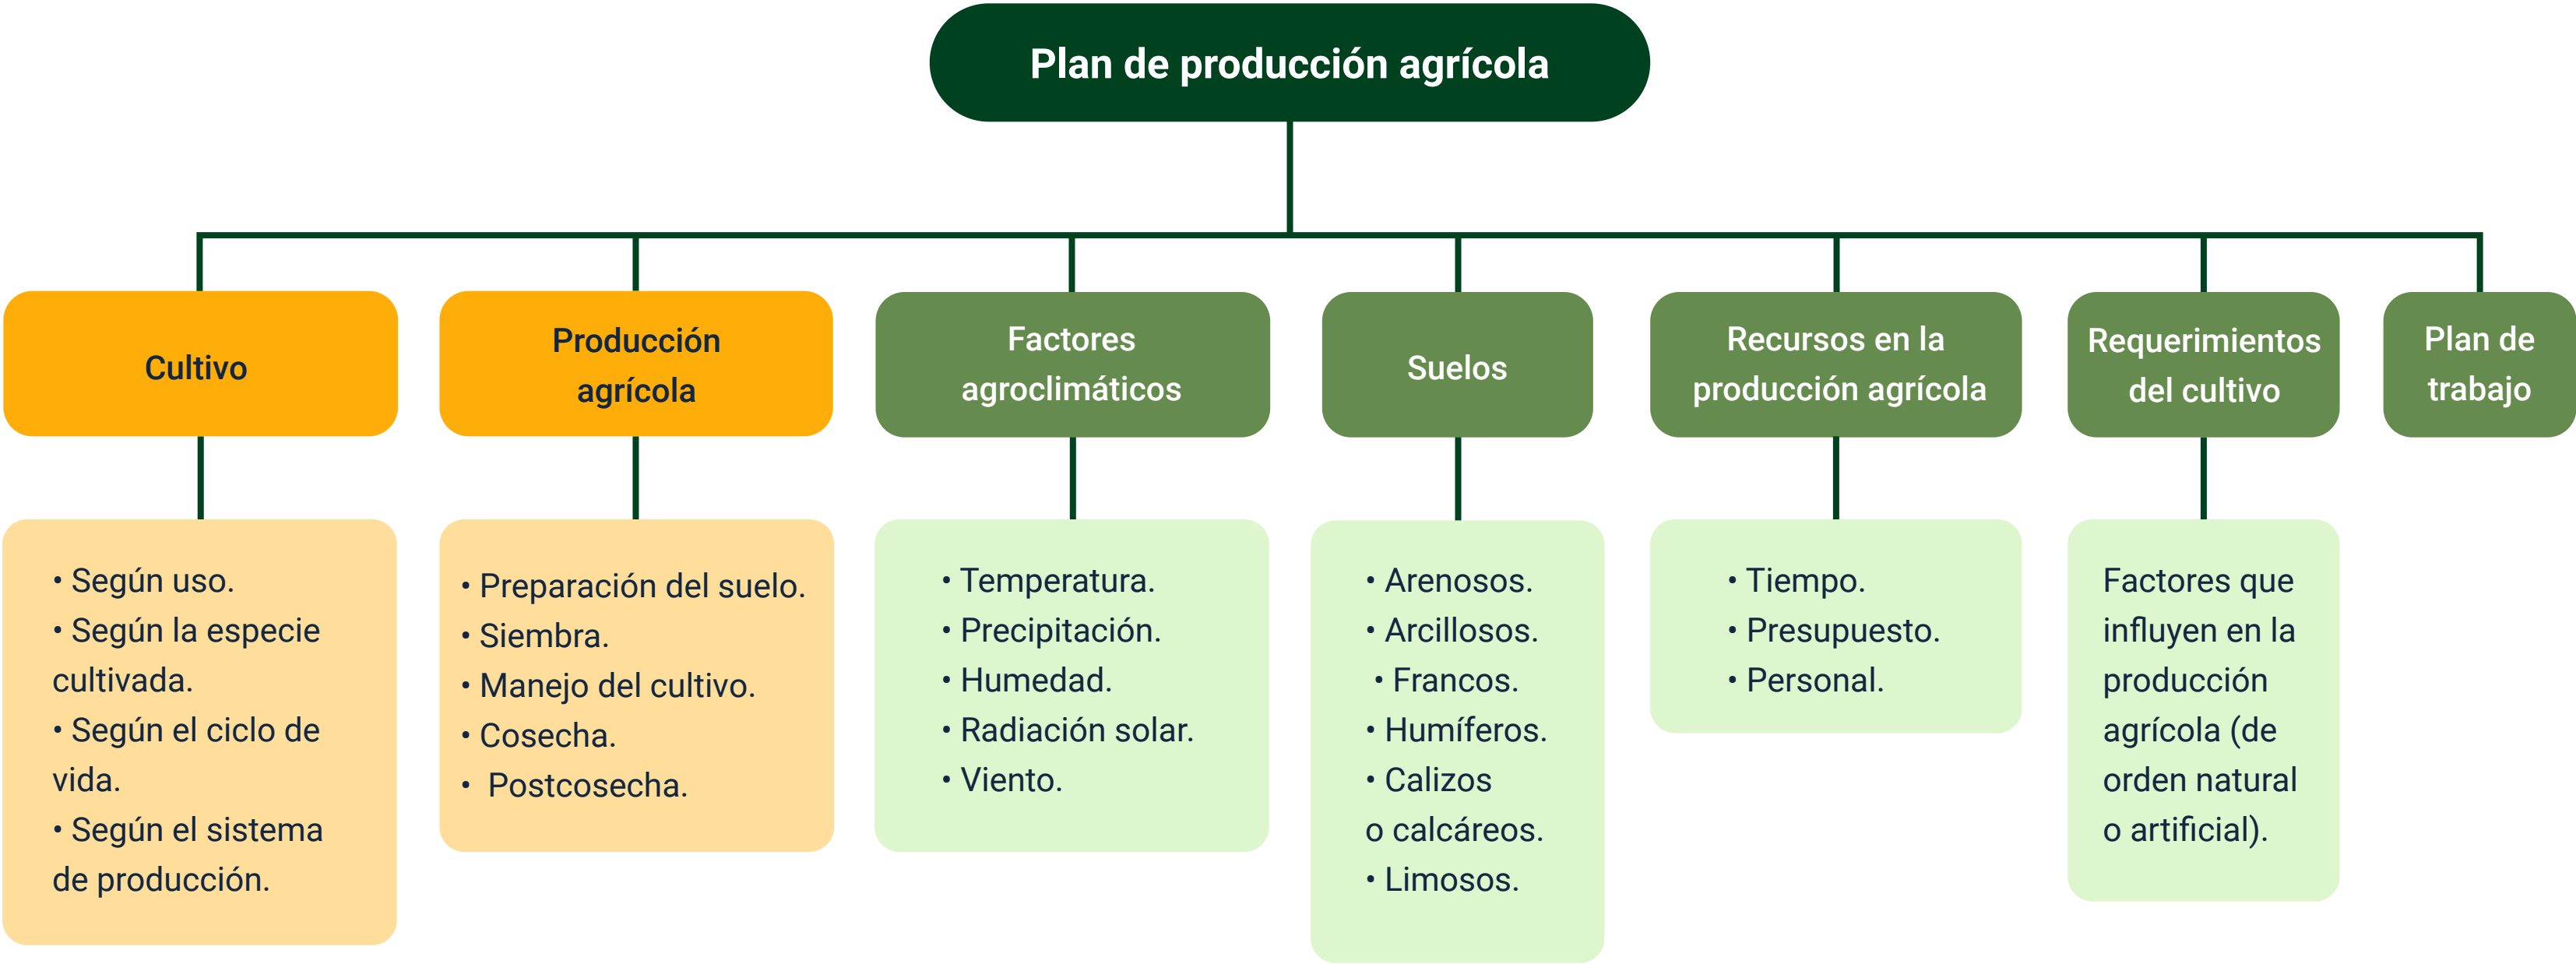 Plan de producción agrícola
Cultivo
• Según uso.
• Según la especie
cultivada.
• Según el ciclo de
vida.
• Según el sistema
de producción.
Producción
agrícola
• Preparación del suelo.
• Siembra.
• Manejo del cultivo.
• Cosecha.
• Postcosecha.
Factores
agroclimáticos
• Temperatura.
• Precipitación.
• Humedad.
• Radiación solar.
• Viento.
Suelos
• Arenosos.
• Arcillosos.
• Francos.
• Humíferos.
• Calizos
o calcáreos.
• Limosos.
Recursos en la
producción agrícola
• Tiempo.
• Presupuesto.
• Personal.
Requerimientos
del cultivo
Factores que
influyen en la
producción
agrícola (de
orden natural
o artificial).
Plan de
trabajo